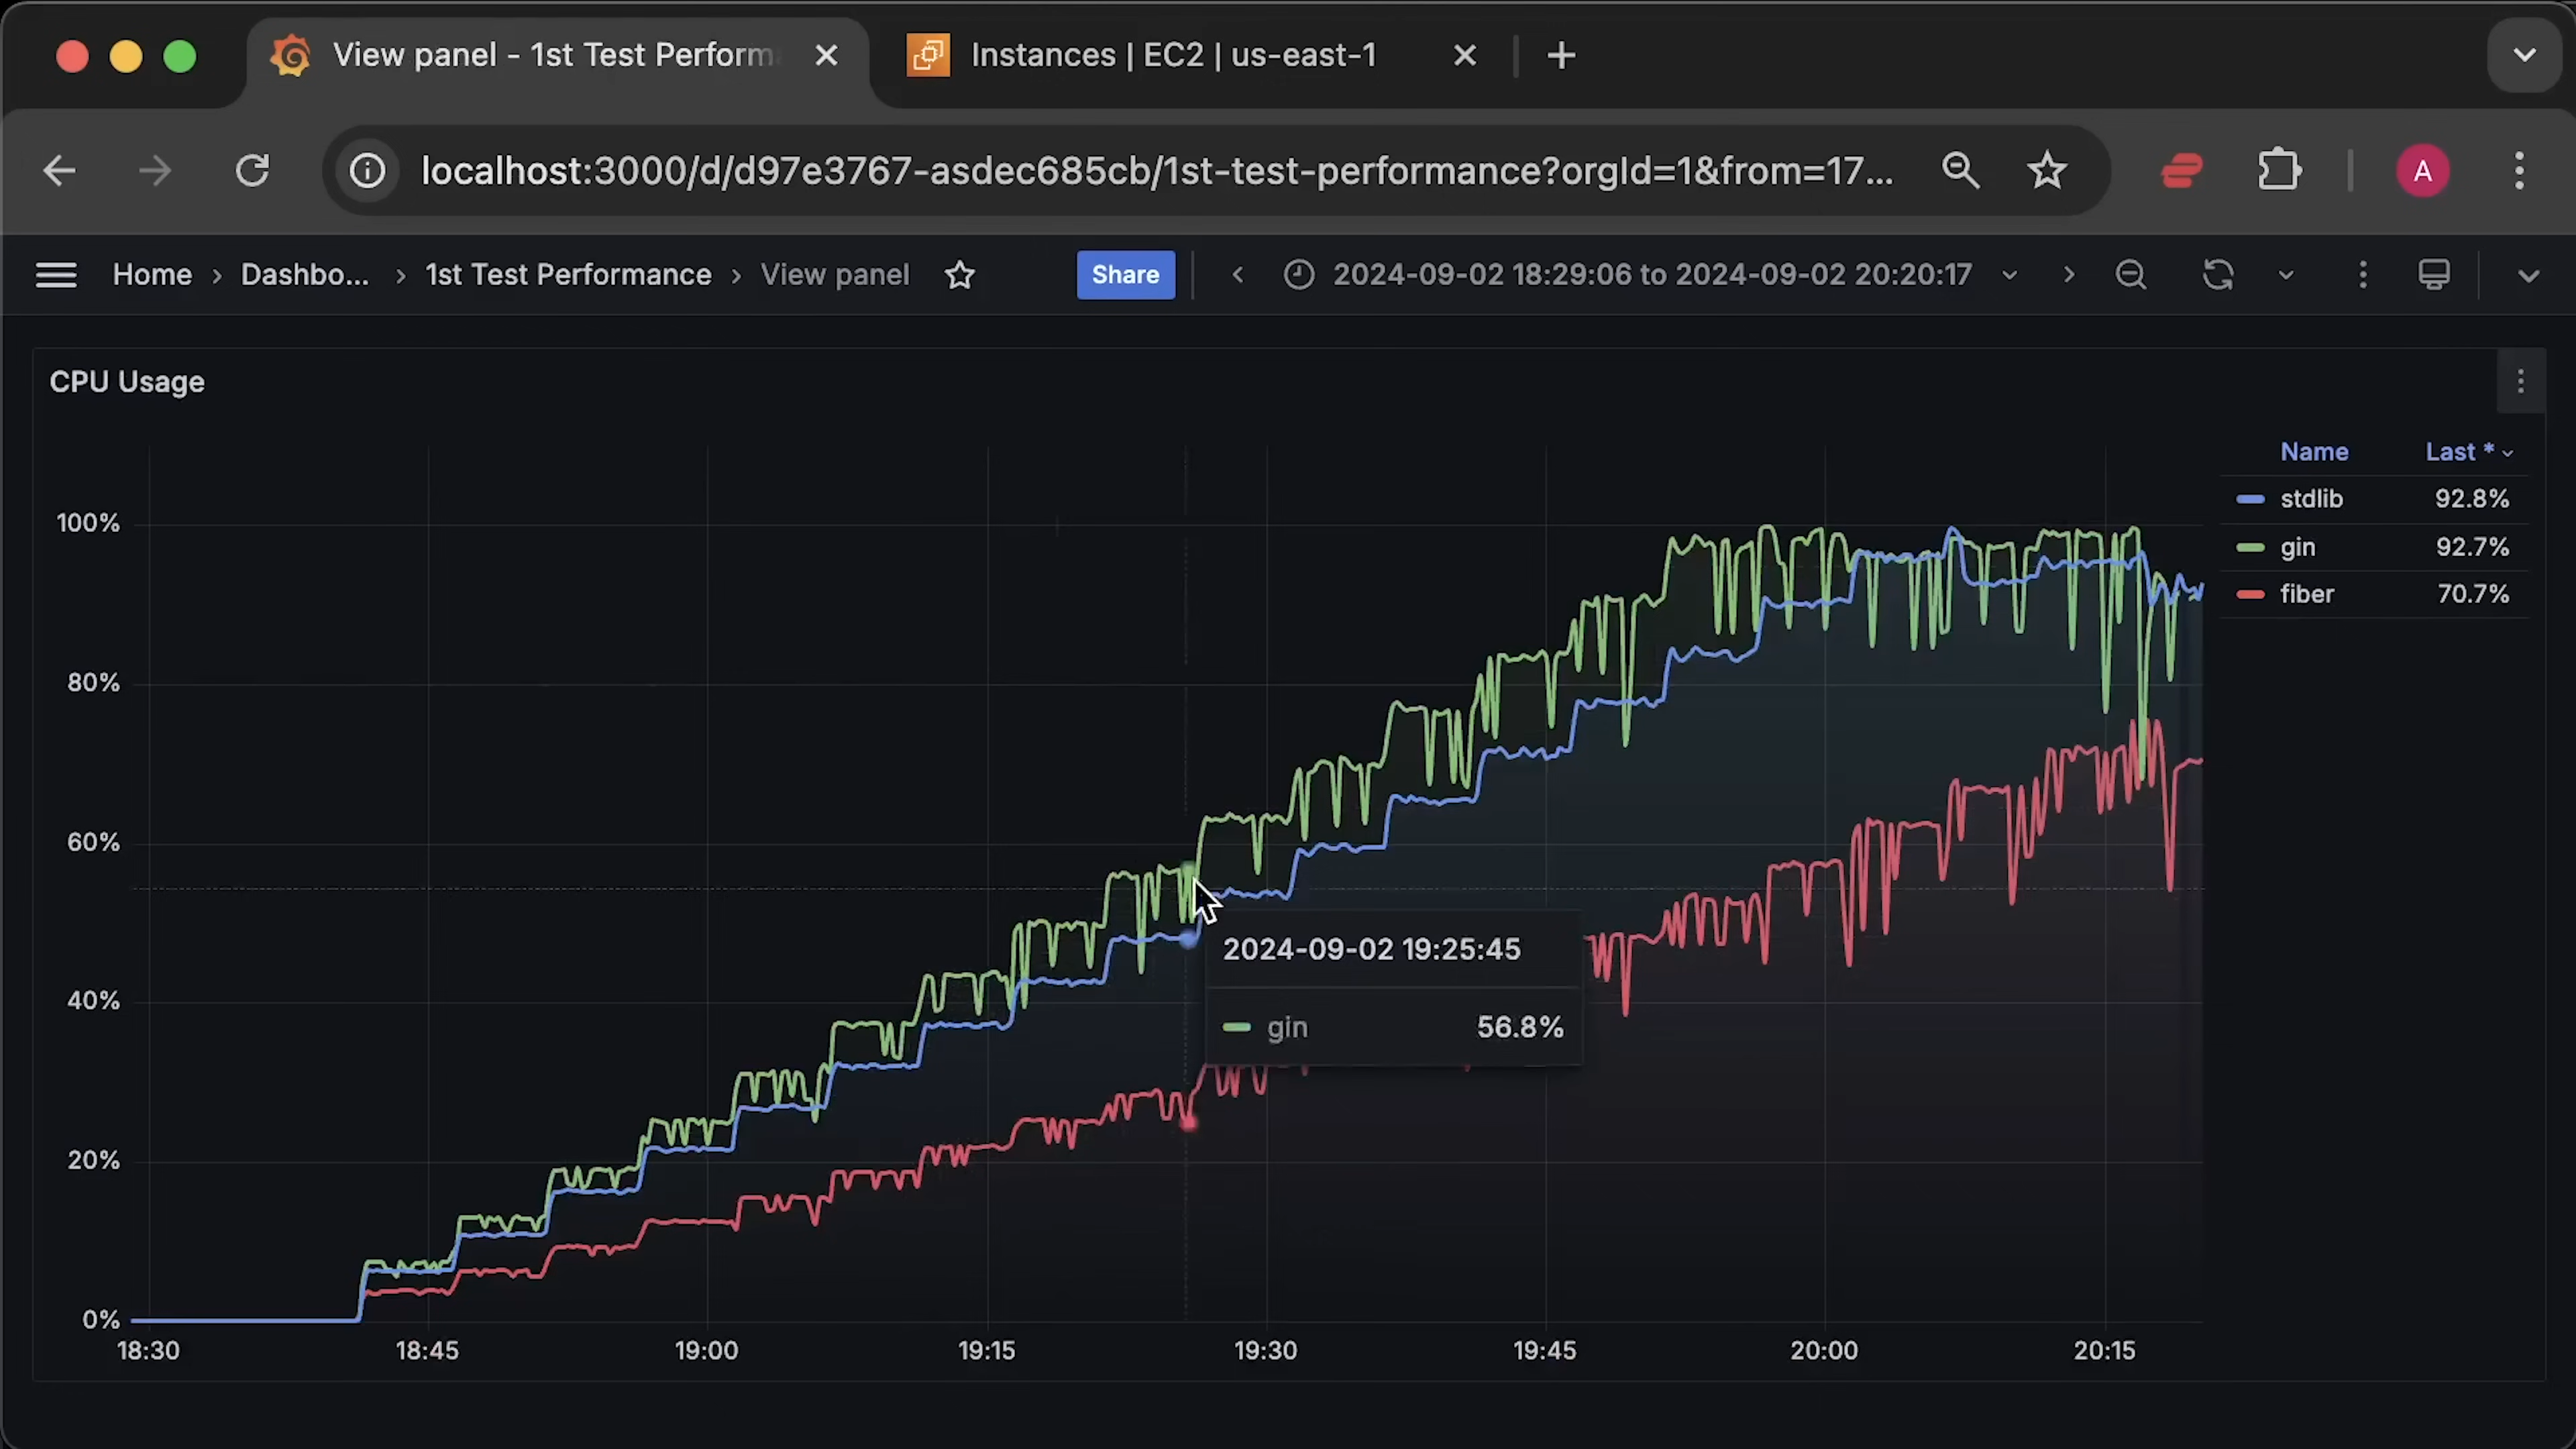 View panel - 1st Test Perform
Instances | EC2 | us-east-1
localhost:3000/d/d97e3767-asdec685cb/1st-test-performance?orgId=1&from=17...
A
Home › Dashbo... › 1st Test Performance › View panel
Share
2024-09-02 18:29:06 to 2024-09-02 20:20:17
CPU Usage
Name Last *
stdlib 92.8%
gin 92.7%
fiber 70.7%
100%
80%
60%
40%
20%
0%
2024-09-02 19:25:45
gin 56.8%
18:30 18:45 19:00 19:15 19:30 19:45 20:00 20:15